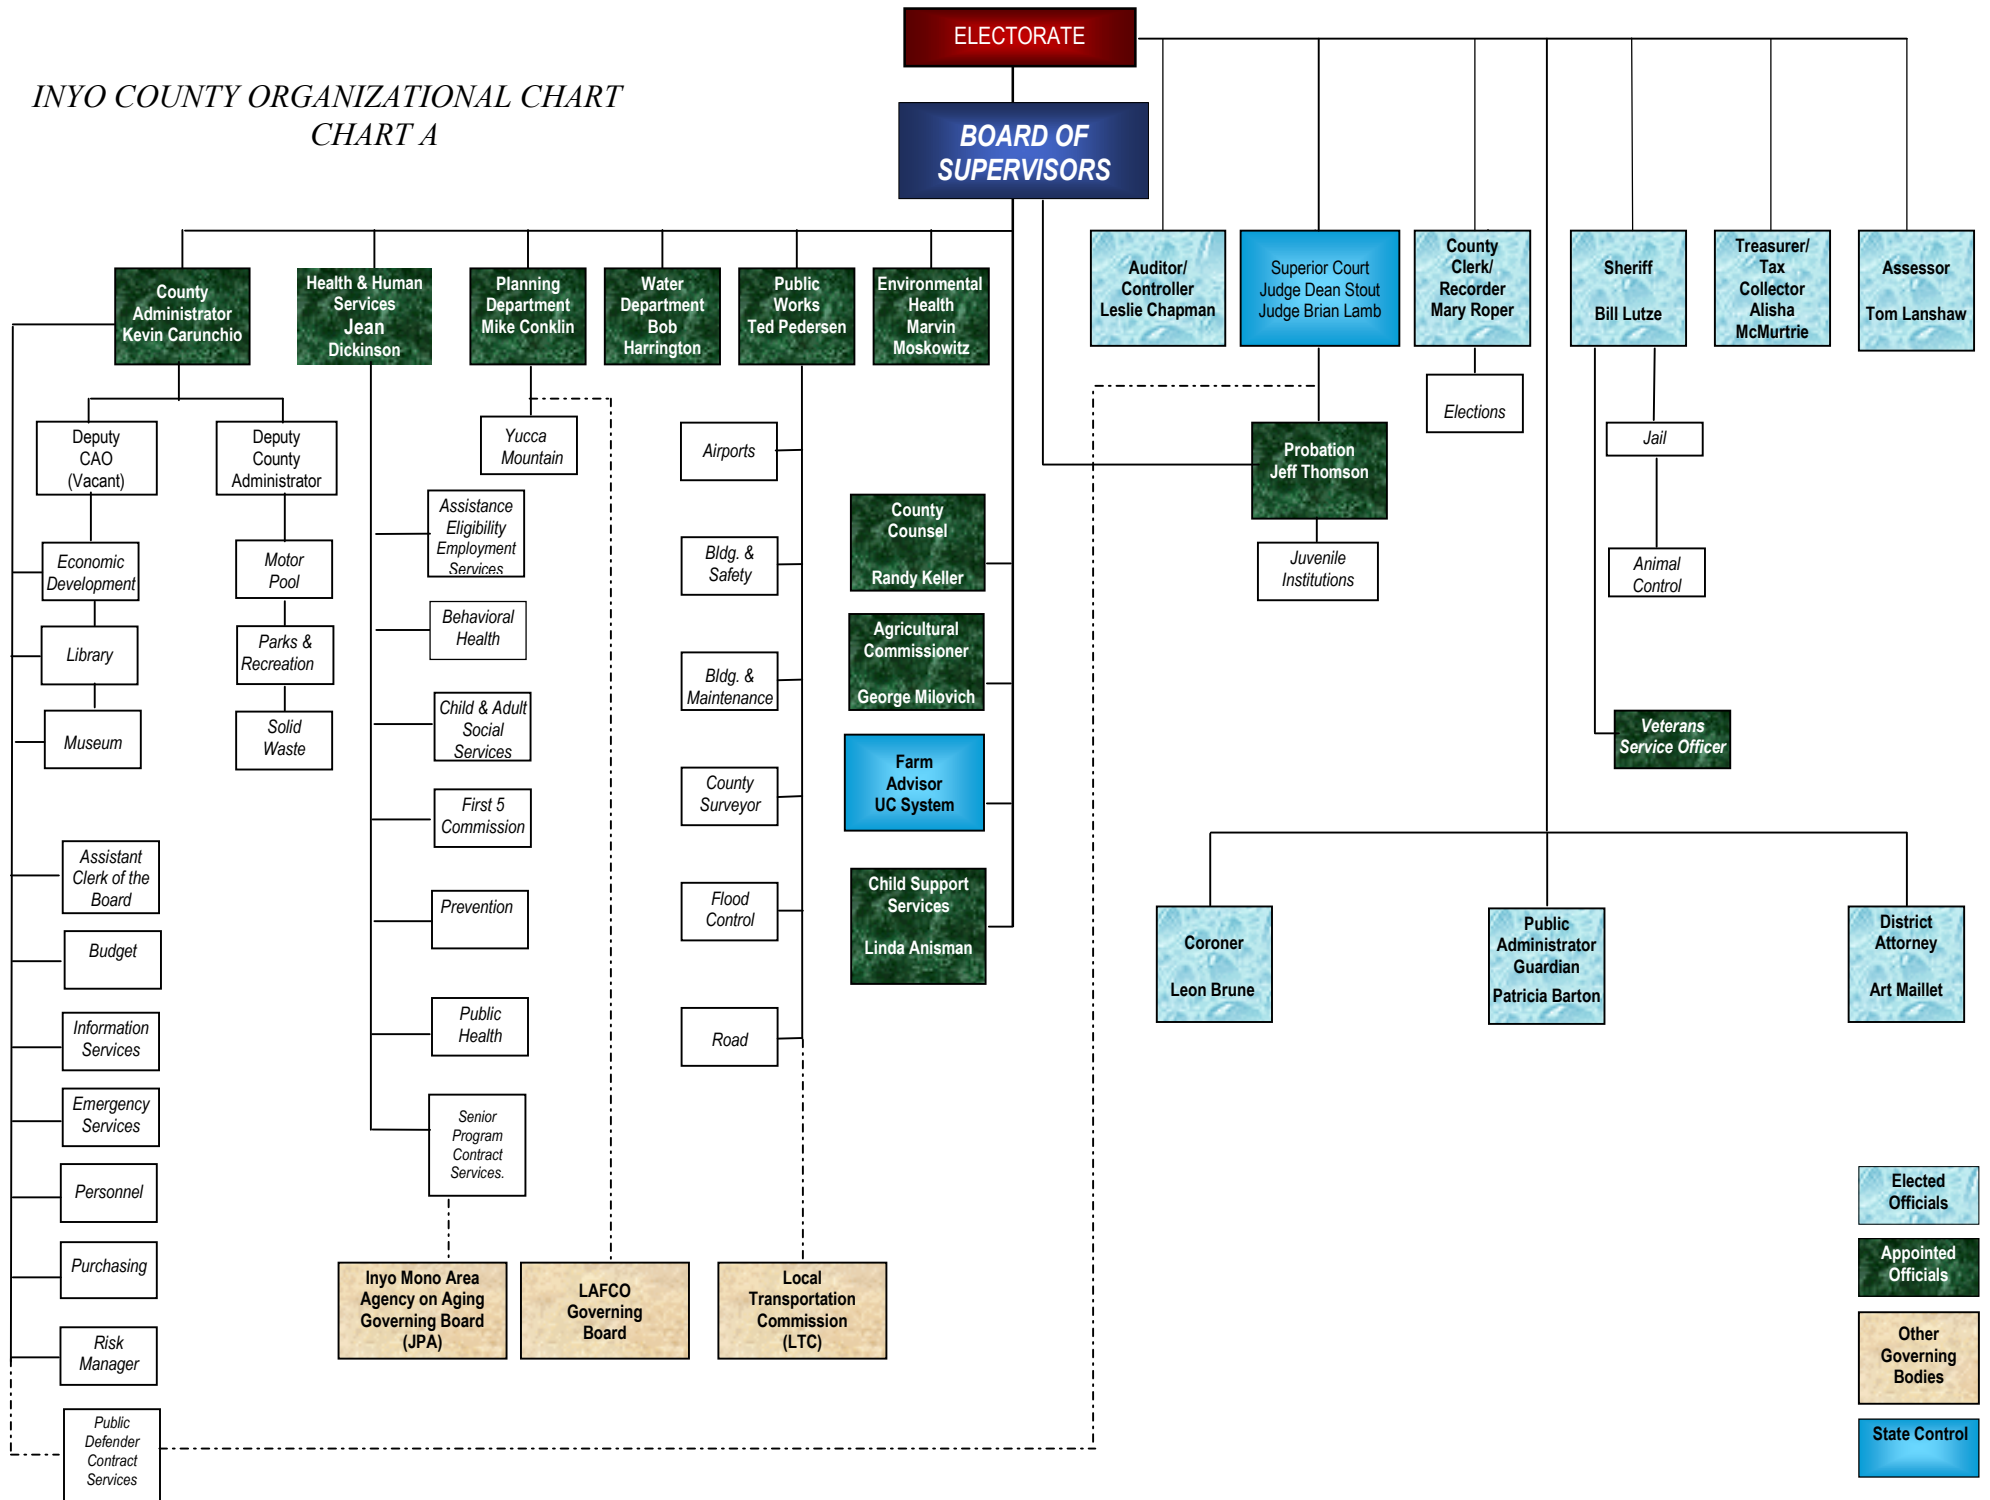 ELECTORATE
INYO COUNTY ORGANIZATIONAL CHART
CHART A
BOARD OF
SUPERVISORS
County
Administrator
Kevin Carunchio
Health & Human
Services
Jean
Dickinson
Planning
Department
Mike Conklin
Water
Department
Bob
Harrington
Public
Works
Ted Pedersen
Environmental
Health
Marvin
Moskowitz
Auditor/
Controller
Leslie Chapman
Superior Court
Judge Dean Stout
Judge Brian Lamb
County
Clerk/
Recorder
Mary Roper
Sheriff
Bill Lutze
Treasurer/
Tax
Collector
Alisha
McMurtrie
Assessor
Tom Lanshaw
Deputy
CAO
(Vacant)
Deputy
County
Administrator
Economic
Development
Library
Museum
Motor
Pool
Parks &
Recreation
Solid
Waste
Assistant
Clerk of the
Board
Budget
Information
Services
Emergency
Services
Personnel
Purchasing
Risk
Manager
Public
Defender
Contract
Services
Assistance
Eligibility
Employment
Services
Behavioral
Health
Child & Adult
Social
Services
First 5
Commission
Prevention
Public
Health
Senior
Program
Contract
Services.
Inyo Mono Area
Agency on Aging
Governing Board
(JPA)
Yucca
Mountain
LAFCO
Governing
Board
Airports
Bldg. &
Safety
Bldg. &
Maintenance
County
Surveyor
Flood
Control
Road
Local
Transportation
Commission
(LTC)
County
Counsel
Randy Keller
Agricultural
Commissioner
George Milovich
Farm
Advisor
UC System
Child Support
Services
Linda Anisman
Probation
Jeff Thomson
Juvenile
Institutions
Elections
Jail
Animal
Control
Veterans
Service Officer
Coroner
Leon Brune
Public
Administrator
Guardian
Patricia Barton
District
Attorney
Art Maillet
Elected
Officials
Appointed
Officials
Other
Governing
Bodies
State Control